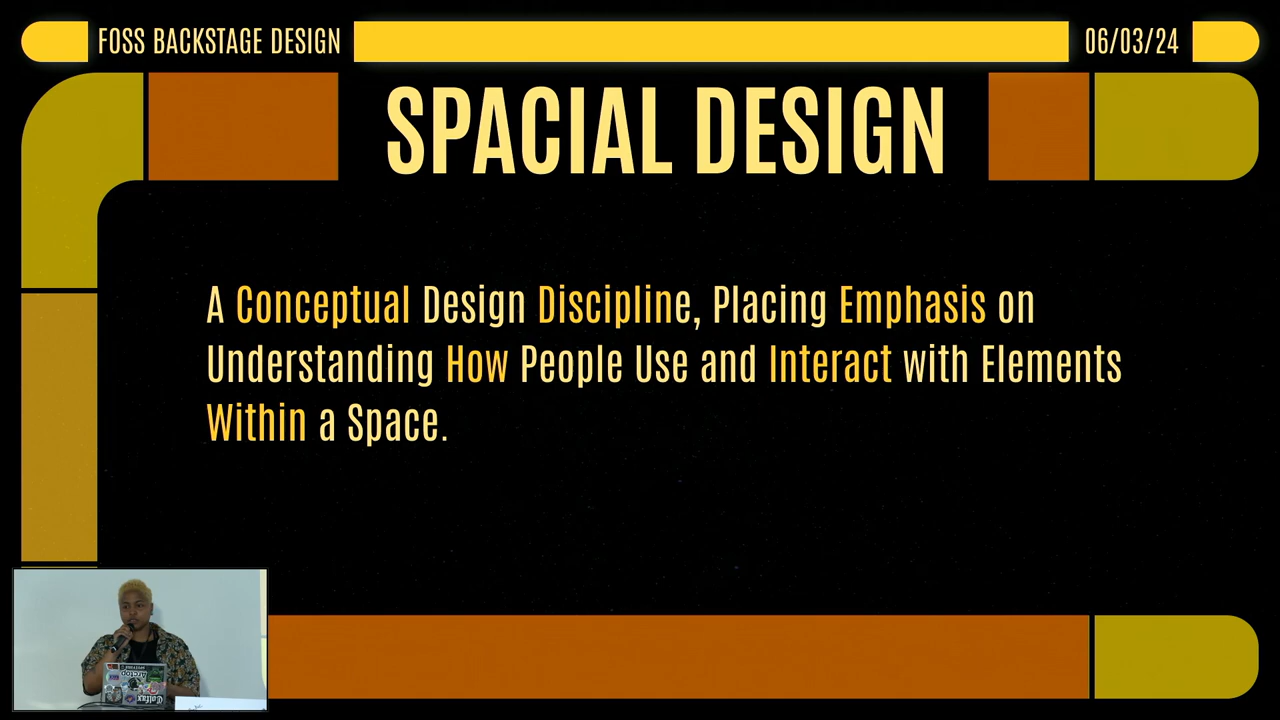 FOSS BACKSTAGE DESIGN
06/03/24
SPACIAL DESIGN
A Conceptual Design Discipline, Placing Emphasis on
Understanding How People Use and Interact with Elements
Within a Space.